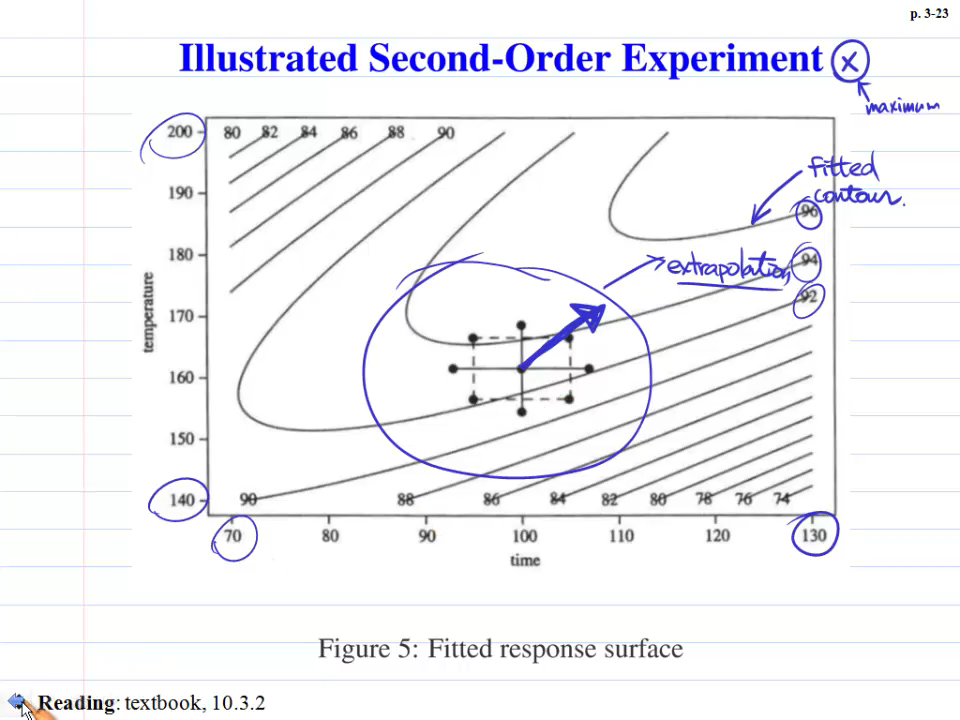 p. 3-23
Illustrated Second-Order Experiment x
maximum
200 80 82 84 86 88 90
fitted
contour.
190 96
180 94
extrapolation,
92
temperature
170
160
150
140 90 88 86 84 82 80 78 76 74
70 80 90 100 110 120 130
time
Figure 5: Fitted response surface
Reading: textbook, 10.3.2